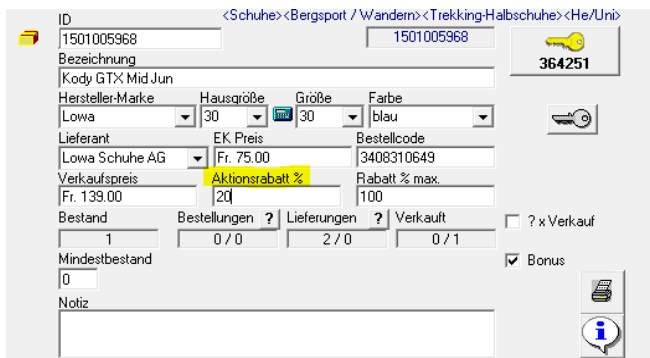 ID <Schuhe><Bergsport / Wandern><Trekking-Halbschuhe><He/Uni>
1501005968 1501005968
364251
Bezeichnung
Kody GTX Mid Jun
Hersteller-Marke Hausgröße Größe Farbe
Lowa 30 30 blau
Lieferant EK Preis Bestellcode
Lowa Schuhe AG Fr. 75.00 3408310649
Verkaufspreis Aktionsrabatt % Rabatt % max.
Fr. 139.00 20 100
Bestand Bestellungen ? Lieferungen ? Verkauft
1 0 / 0 2 / 0 0 / 1
? x Verkauf
Mindestbestand
Bonus
0
Notiz